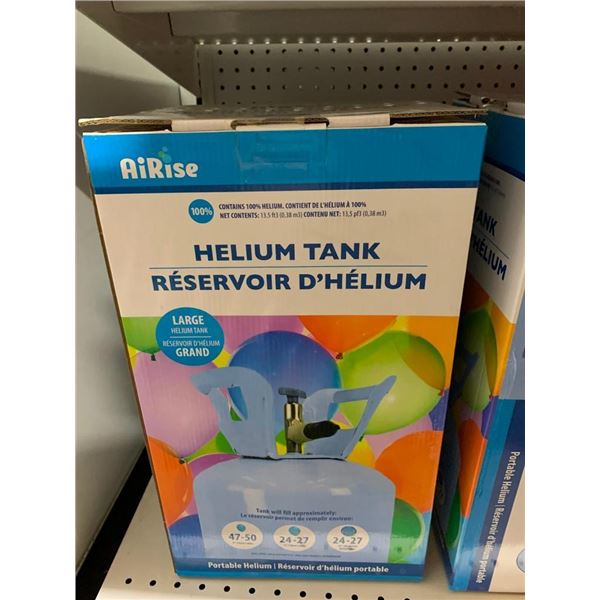 AiRise
100%
CONTAINS 100% HELIUM. CONTIENT DE L'HÉLIUM À 100%
NET CONTENTS: 13.5 ft3 (0.38 m3) CONTENU NET: 13,5 pi3 (0,38 m3)
HELIUM TANK
RÉSERVOIR D'HÉLIUM
LARGE
HELIUM TANK
RÉSERVOIR D'HÉLIUM
GRAND
Tank will fill approximately:
Le réservoir permet de remplir environ:
47-50
24-27
24-27
Portable Helium | Réservoir d'hélium portable
TANK
HÉLIUM
Portable Helium | Réservoir d'hélium portable